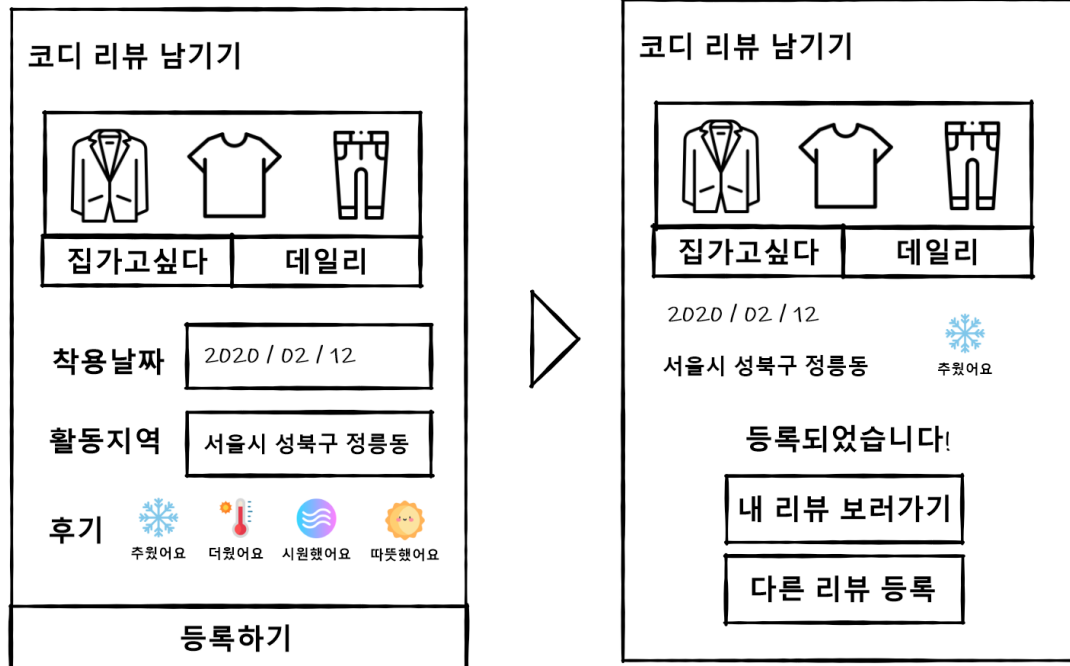 코디 리뷰 남기기
집가고싶다
데일리
착용날짜
2020 / 02 / 12
활동지역
서울시 성북구 정릉동
후기
추웠어요
더웠어요
시원했어요
따뜻했어요
등록하기
코디 리뷰 남기기
집가고싶다
데일리
2020 / 02 / 12
서울시 성북구 정릉동
추웠어요
등록되었습니다!
내 리뷰 보러가기
다른 리뷰 등록